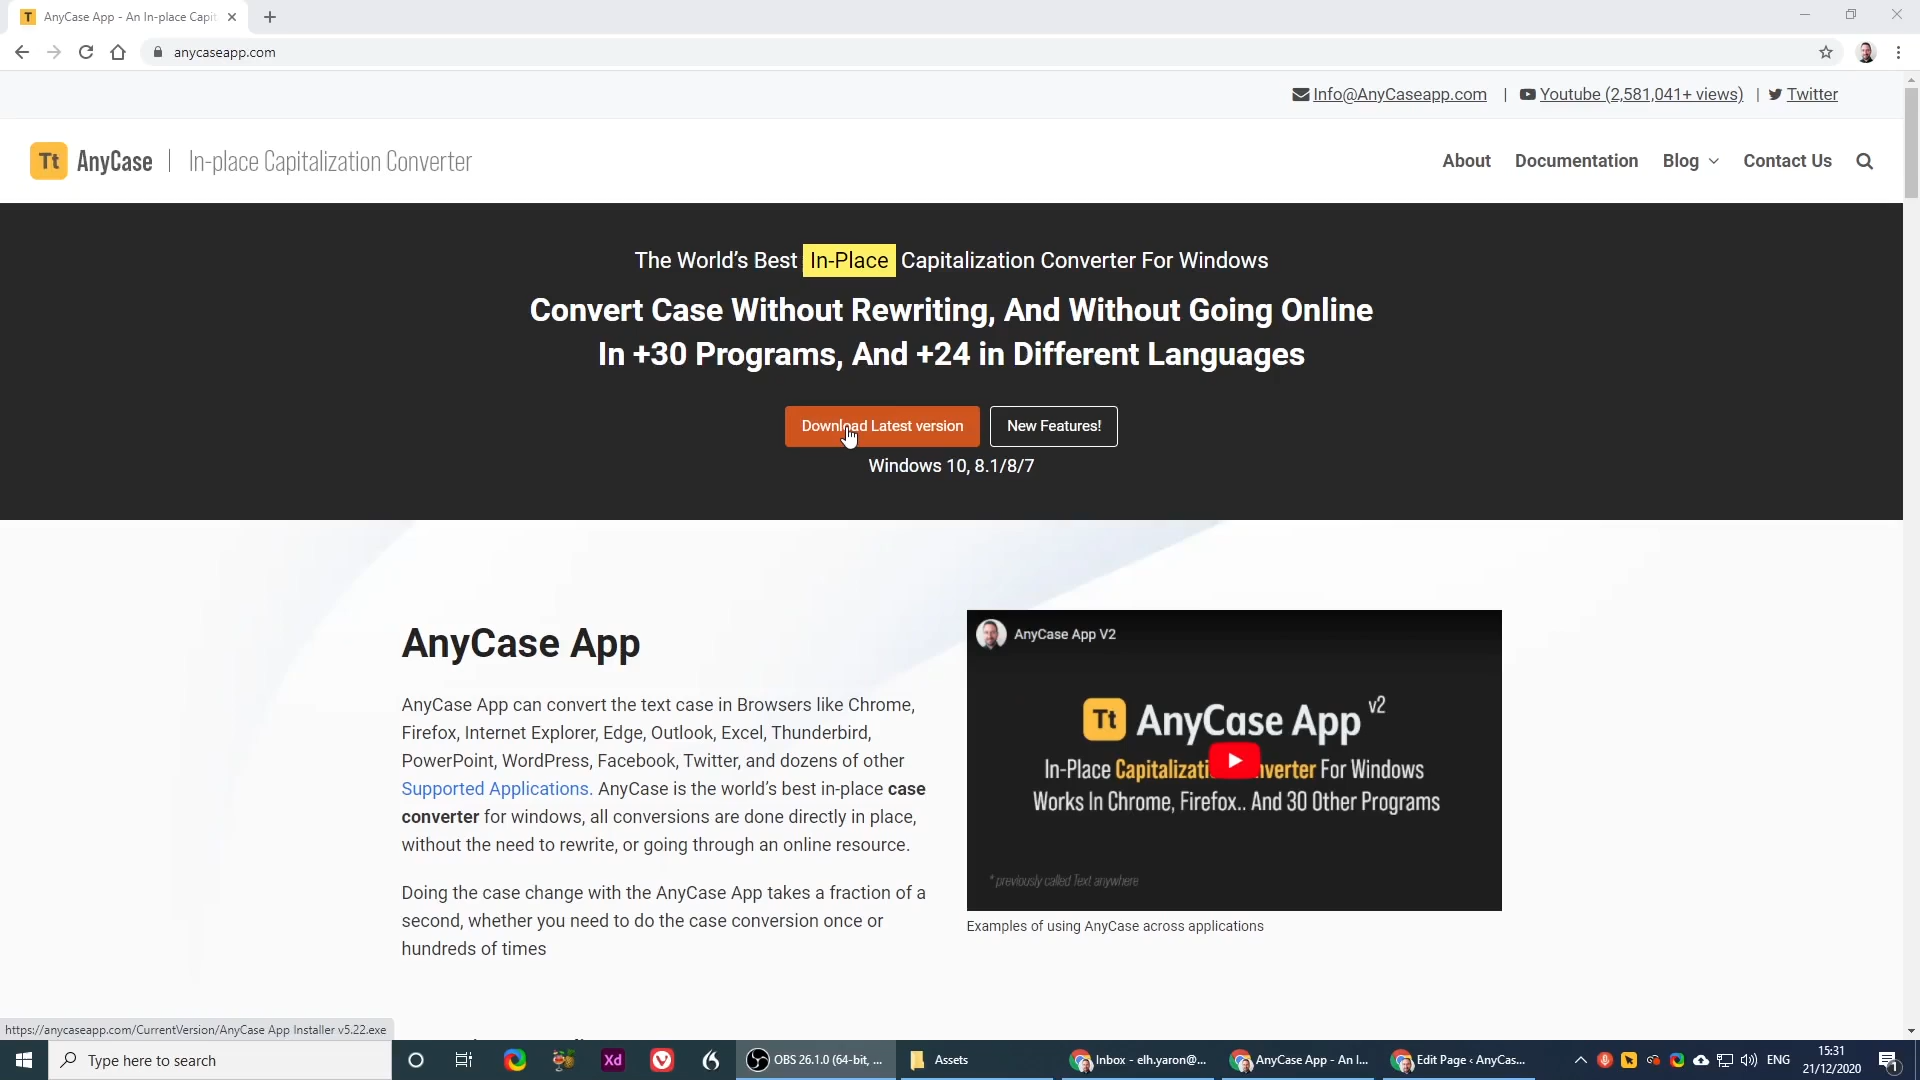 AnyCase App - An In-place Capit
anycaseapp.com
Info@AnyCaseapp.com | Youtube (2,581,041+ views) | Twitter
Tt AnyCase | In-place Capitalization Converter
About Documentation Blog Contact Us
The World's Best In-Place Capitalization Converter For Windows
Convert Case Without Rewriting, And Without Going Online
In +30 Programs, And +24 in Different Languages
Download Latest version New Features!
Windows 10, 8.1/8/7
AnyCase App
AnyCase App can convert the text case in Browsers like Chrome,
Firefox, Internet Explorer, Edge, Outlook, Excel, Thunderbird,
PowerPoint, WordPress, Facebook, Twitter, and dozens of other
Supported Applications. AnyCase is the world's best in-place case
converter for windows, all conversions are done directly in place,
without the need to rewrite, or going through an online resource.
Doing the case change with the AnyCase App takes a fraction of a
second, whether you need to do the case conversion once or
hundreds of times
AnyCase App V2
Tt AnyCase App v2
In-Place Capitalizati nverter For Windows
Works In Chrome, Firefox.. And 30 Other Programs
* previously called Text anywhere
Examples of using AnyCase across applications
https://anycaseapp.com/CurrentVersion/AnyCase App Installer v5.22.exe
Type here to search
Xd
OBS 26.1.0 (64-bit, ...
Assets
Inbox - elh.yaron@...
AnyCase App - An I...
Edit Page ‹ AnyCas...
ENG
15:31
21/12/2020
1